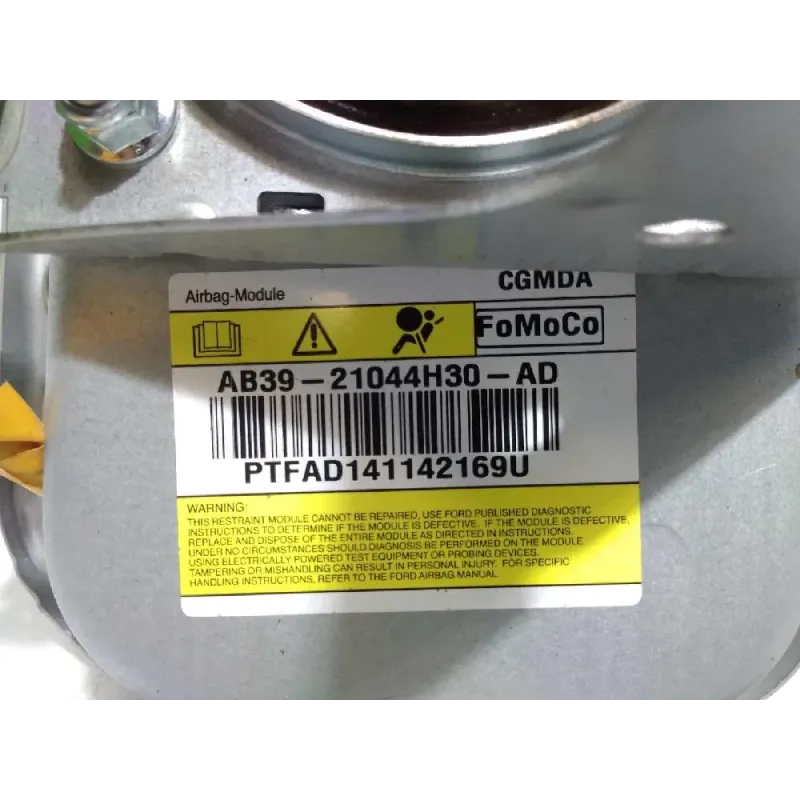 CGMDA
Airbag-Module
FoMoCo
AB39-21044H30-AD
PTFAD141142169U
WARNING:
THIS RESTRAINT MODULE CANNOT BE REPAIRED, USE FORD PUBLISHED DIAGNOSTIC
INSTRUCTIONS TO DETERMINE IF THE MODULE IS DEFECTIVE. IF THE MODULE IS DEFECTIVE,
REPLACE AND DISPOSE OF THE ENTIRE MODULE AS DIRECTED IN INSTRUCTIONS.
UNDER NO CIRCUMSTANCES SHOULD DIAGNOSIS BE PERFORMED ON THE MODULE
USING ELECTRICALLY POWERED TEST EQUIPMENT OR PROBING DEVICES.
TAMPERING OR MISHANDLING CAN RESULT IN PERSONAL INJURY. FOR SPECIFIC
HANDLING INSTRUCTIONS, REFER TO THE FORD AIRBAG MANUAL